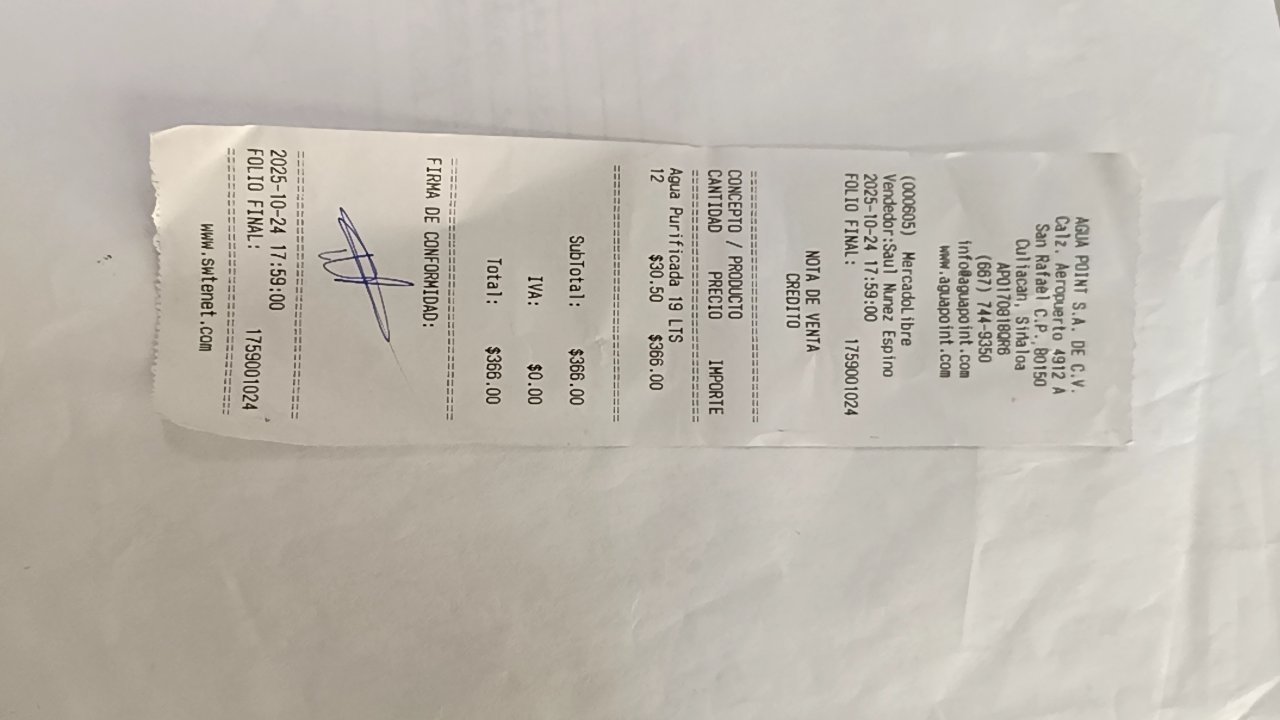 AGUA POINT S.A. DE C.V.
Calz. Aeropuerto 4912 A
San Rafael C.P. 80150
Culiacan, Sinaloa
APO170818QR6
(667) 744-9350
info@aguapoint.com
www.aguapoint.com
(000605) MercadoLibre
Vendedor:Saul Nunez Espino
2025-10-24 17:59:00
FOLIO FINAL: 1759001024
NOTA DE VENTA
CREDITO
CONCEPTO / PRODUCTO
CANTIDAD PRECIO IMPORTE
Agua Purificada 19 LTS
12 $30.50 $366.00
SubTotal: $366.00
IVA: $0.00
Total: $366.00
FIRMA DE CONFORMIDAD:
2025-10-24 17:59:00
FOLIO FINAL: 1759001024
www.swtenet.com